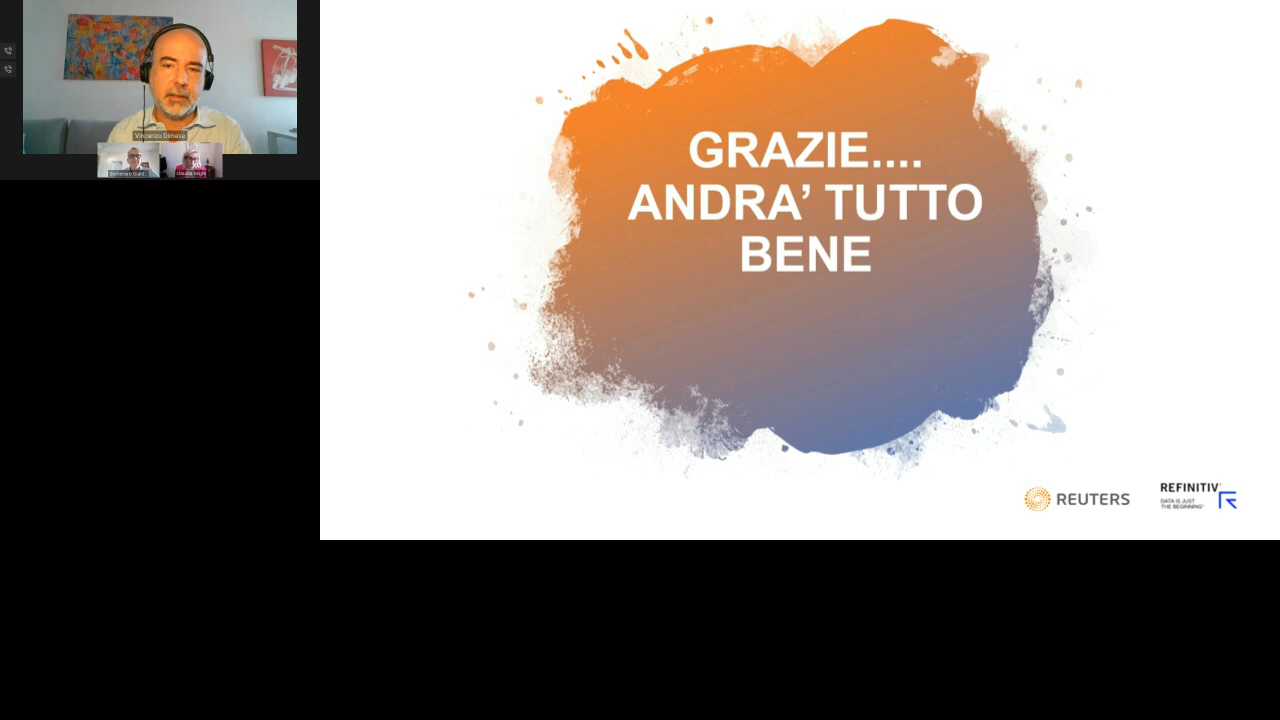 Vincenzo Dimase
GRAZIE....
ANDRA’ TUTTO
BENE
REUTERS
REFINITIV
DATA IS JUST
THE BEGINNING